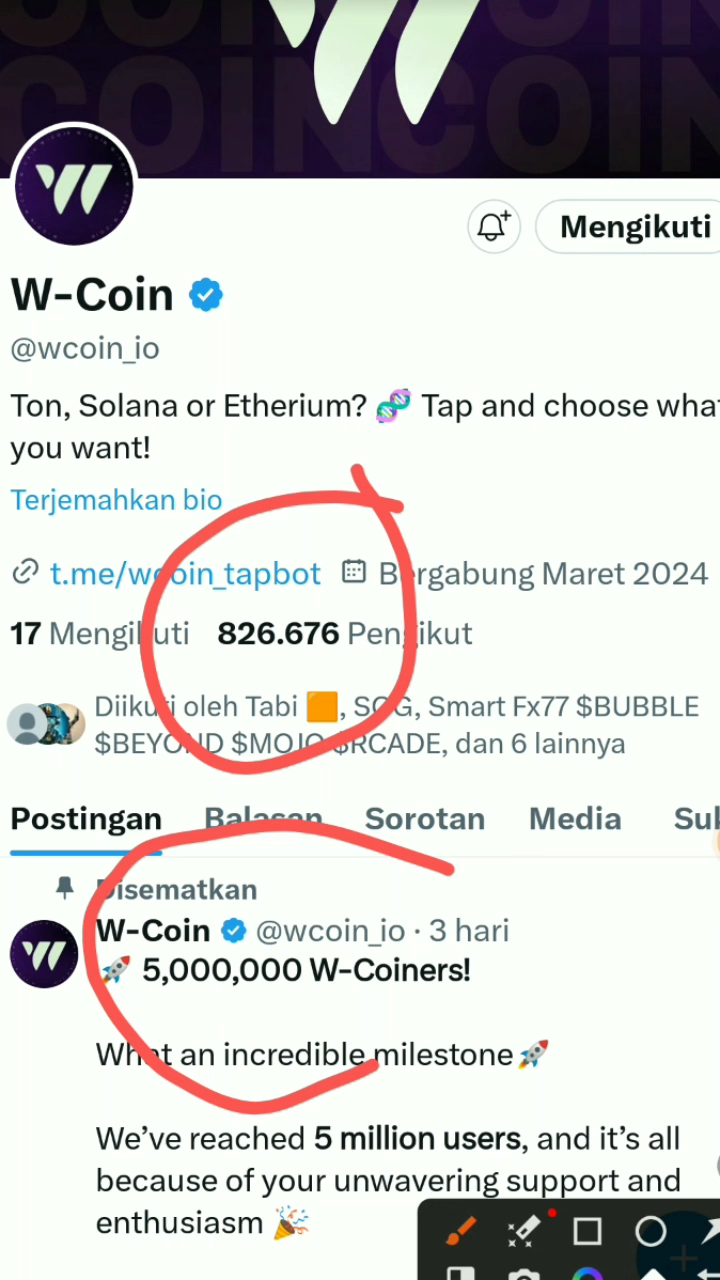 COIN COIN
COIN COIN
Mengikuti
W-Coin
@wcoin_io
Ton, Solana or Etherium? 🧬 Tap and choose what
you want!
Terjemahkan bio
t.me/wcoin_tapbot Bergabung Maret 2024
17 Mengikuti 826.676 Pengikut
Diikuti oleh Tabi 🟧, SOG, Smart Fx77 $BUBBLE
$BEYOND $MOJO $RCADE, dan 6 lainnya
Postingan Balasan Sorotan Media Su
Disematkan
W-Coin @wcoin_io · 3 hari
🚀 5,000,000 W-Coiners!
What an incredible milestone 🚀
We’ve reached 5 million users, and it’s all
because of your unwavering support and
enthusiasm 🎉